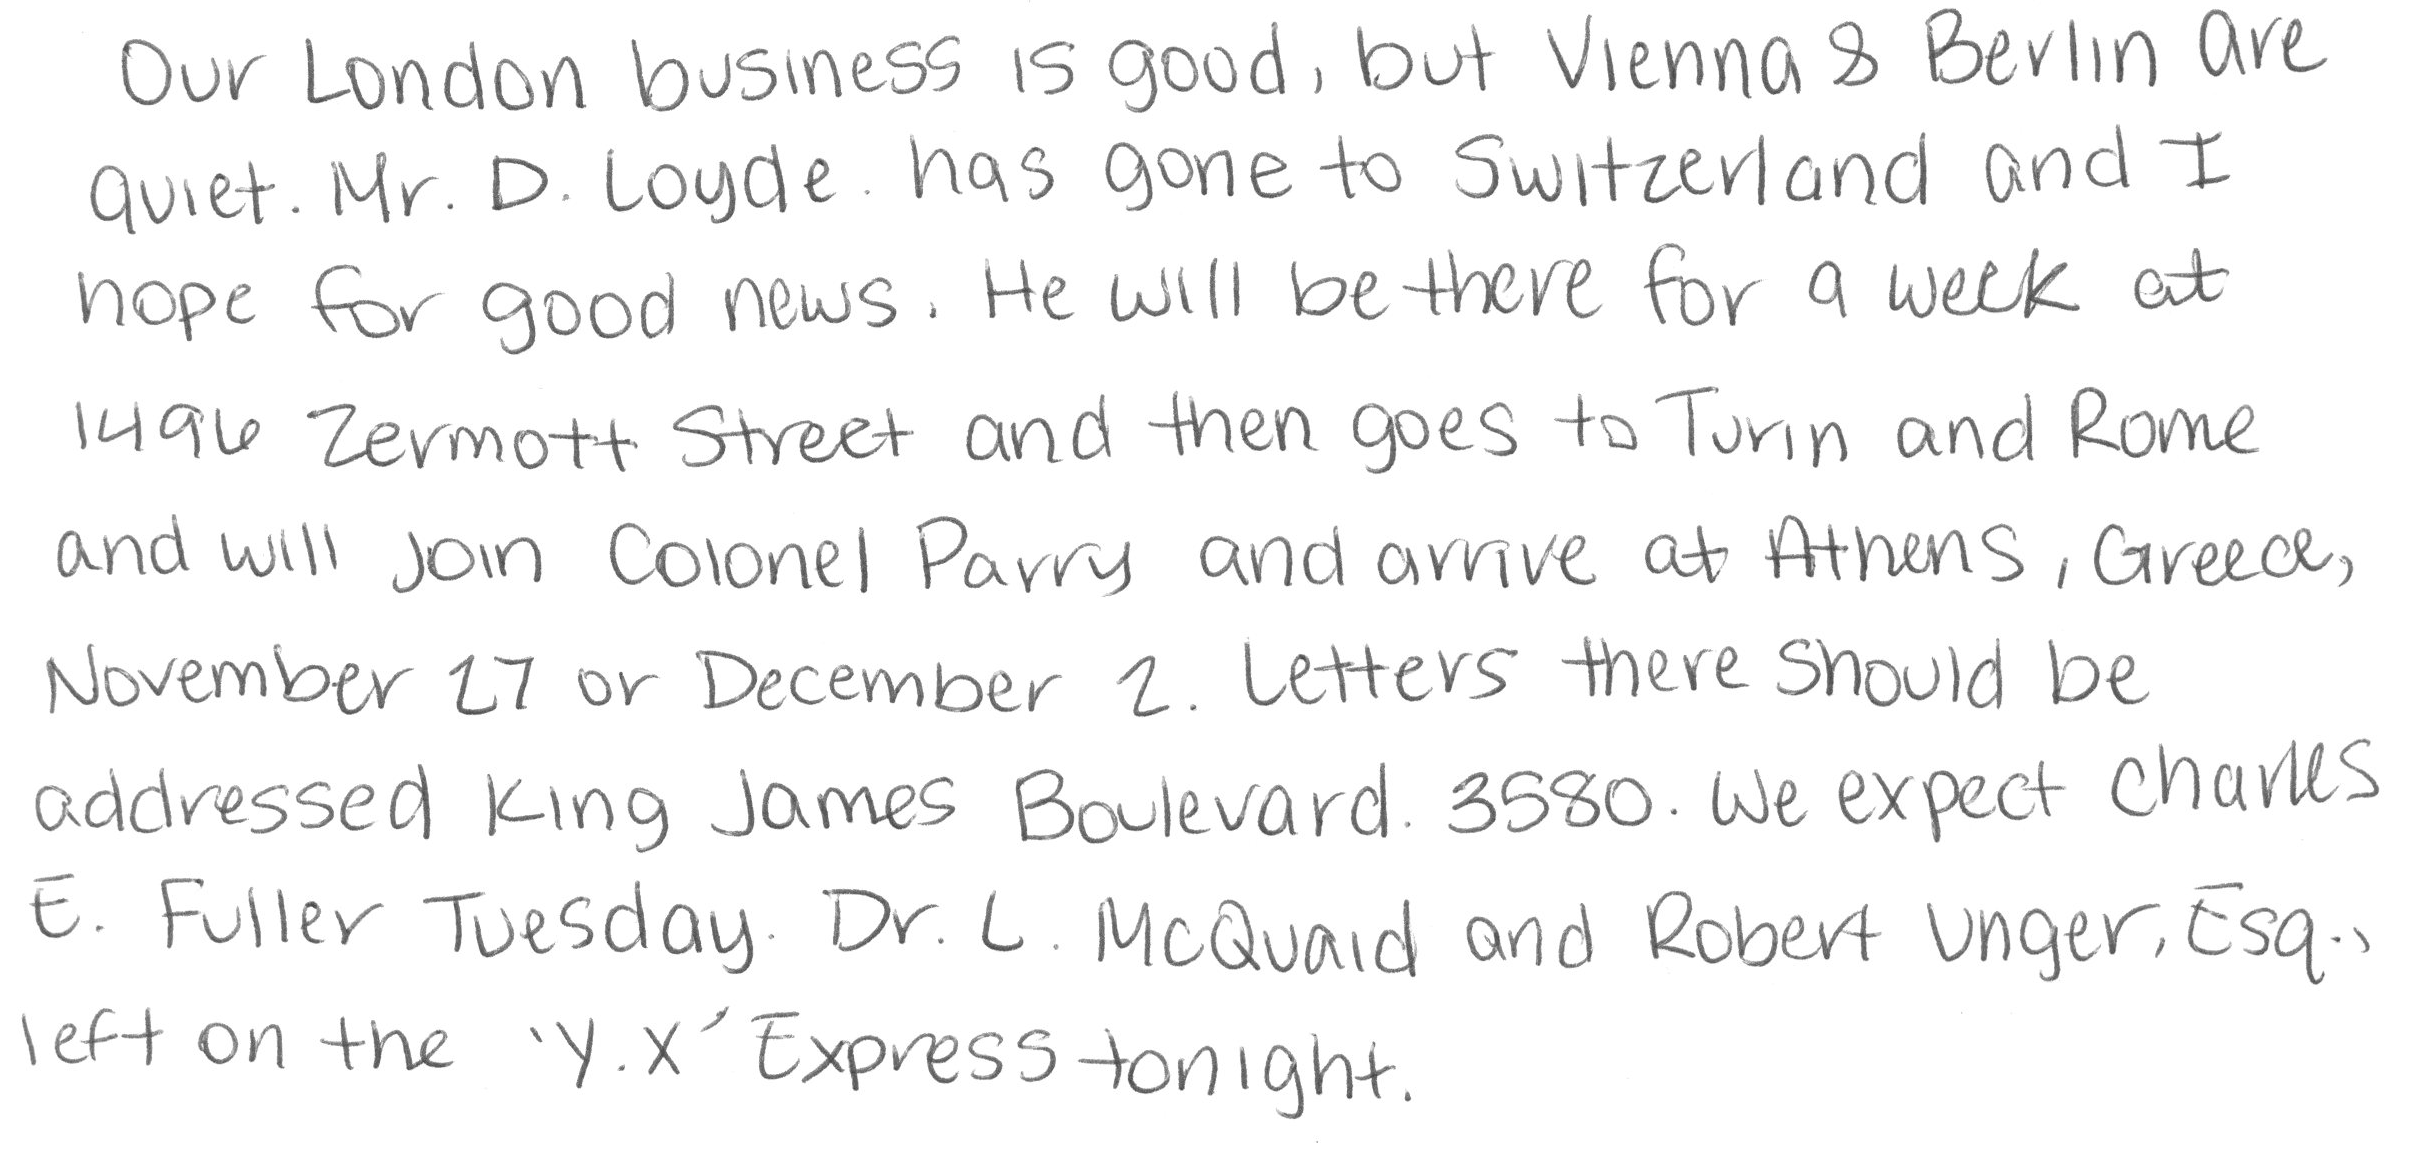 Our London business is good, but Vienna & Berlin are
quiet. Mr. D. Loyde. has gone to Switzerland and I
hope for good news. He will be there for a week at
1496 Zermott Street and then goes to Turin and Rome
and will join Colonel Parry and arrive at Athens, Greece,
November 27 or December 2. Letters there should be
addressed King James Boulevard. 3580. We expect Charles
E. Fuller Tuesday. Dr. L. McQuaid and Robert Unger, Esq.,
left on the 'Y.X' Express tonight.